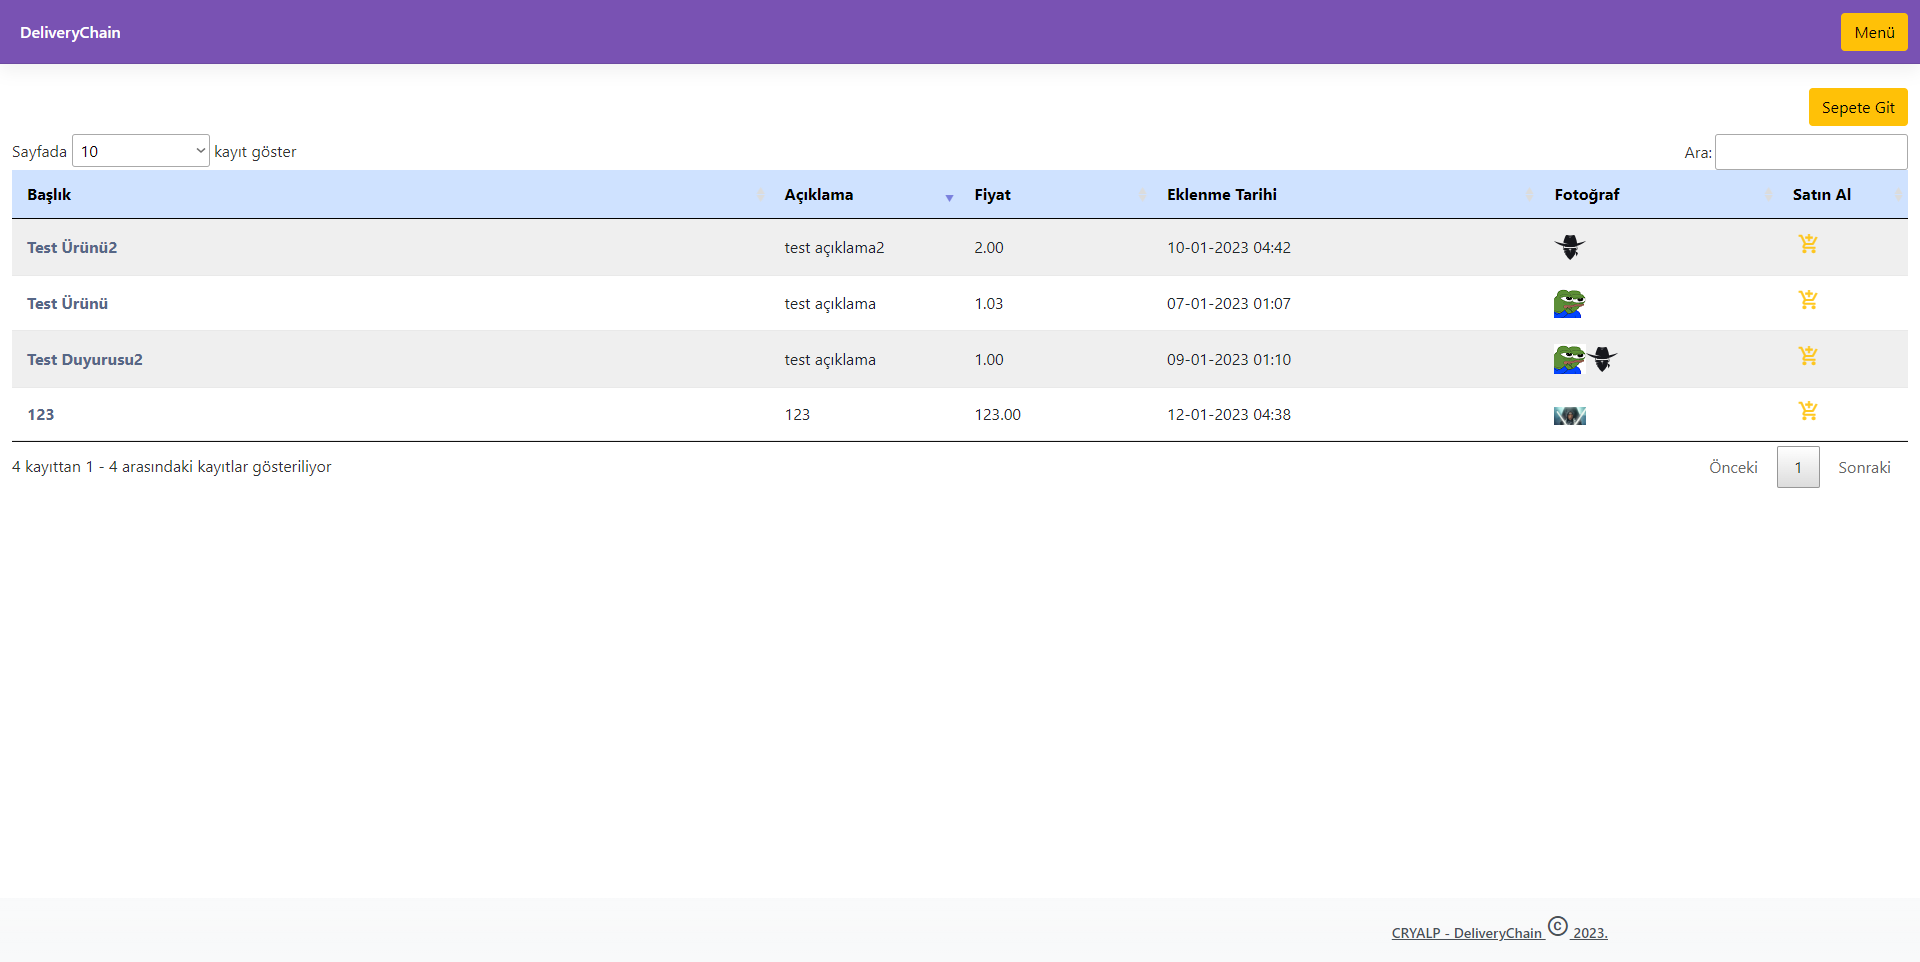 DeliveryChain Menü
Sepete Git
Sayfada 10 kayıt göster Ara:
Başlık Açıklama Fiyat Eklenme Tarihi Fotoğraf Satın Al
Test Ürünü2 test açıklama2 2.00 10-01-2023 04:42
Test Ürünü test açıklama 1.03 07-01-2023 01:07
Test Duyurusu2 test açıklama 1.00 09-01-2023 01:10
123 123 123.00 12-01-2023 04:38
4 kayıttan 1 - 4 arasındaki kayıtlar gösteriliyor Önceki 1 Sonraki
CRYALP - DeliveryChain © 2023.